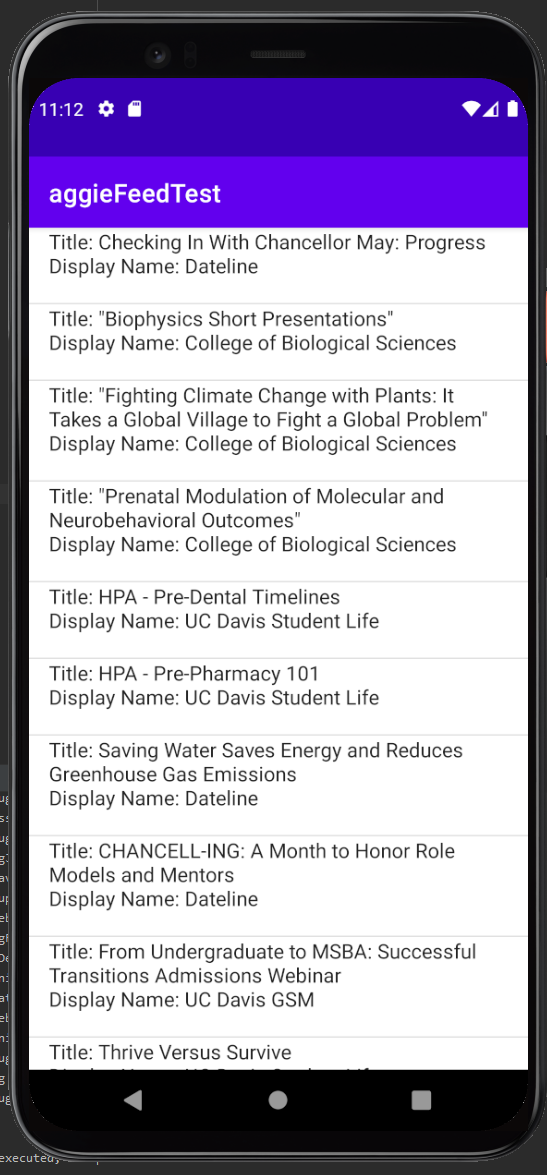 11:12
aggieFeedTest
Title: Checking In With Chancellor May: Progress
Display Name: Dateline
Title: "Biophysics Short Presentations"
Display Name: College of Biological Sciences
Title: "Fighting Climate Change with Plants: It
Takes a Global Village to Fight a Global Problem"
Display Name: College of Biological Sciences
Title: "Prenatal Modulation of Molecular and
Neurobehavioral Outcomes"
Display Name: College of Biological Sciences
Title: HPA - Pre-Dental Timelines
Display Name: UC Davis Student Life
Title: HPA - Pre-Pharmacy 101
Display Name: UC Davis Student Life
Title: Saving Water Saves Energy and Reduces
Greenhouse Gas Emissions
Display Name: Dateline
Title: CHANCELL-ING: A Month to Honor Role
Models and Mentors
Display Name: Dateline
Title: From Undergraduate to MSBA: Successful
Transitions Admissions Webinar
Display Name: UC Davis GSM
Title: Thrive Versus Survive
executed,